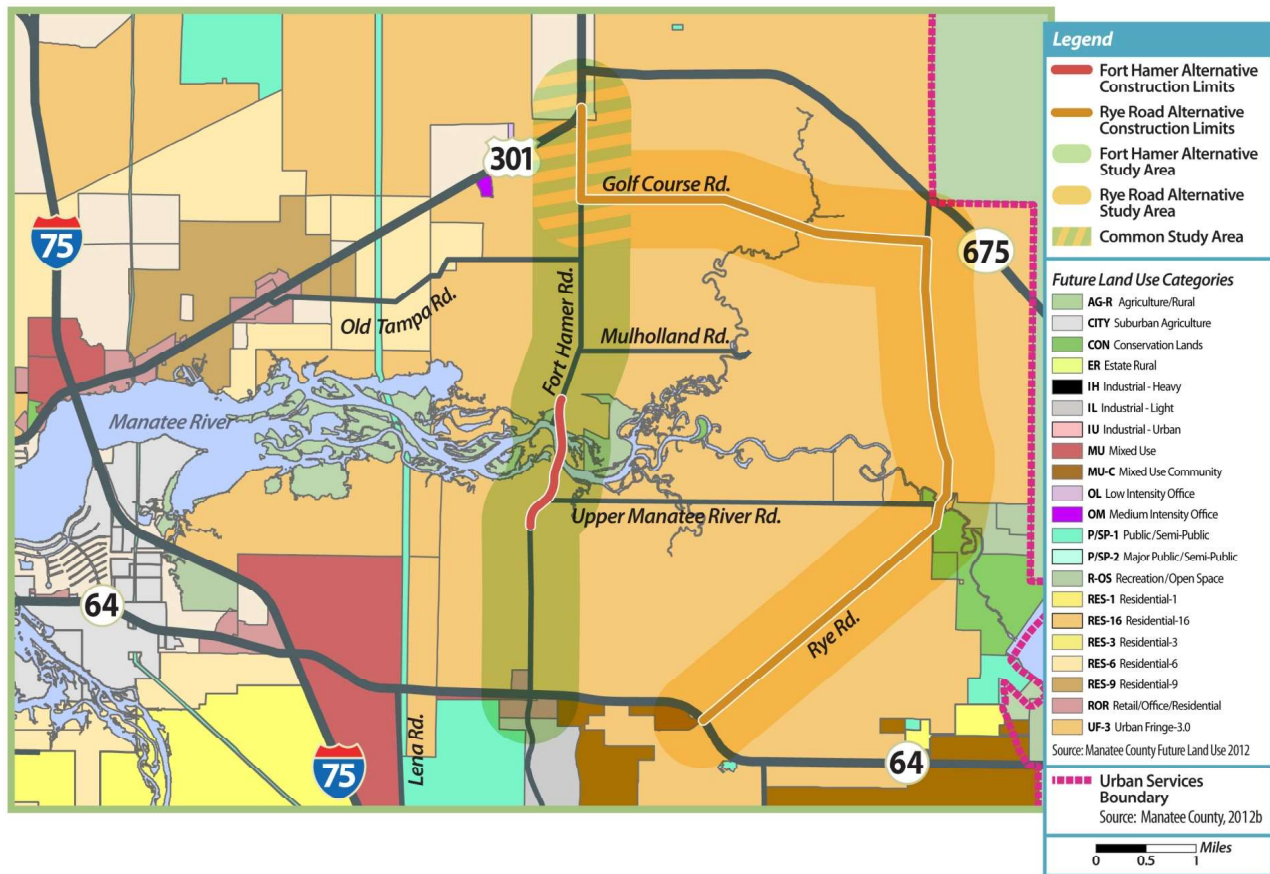 301
Golf Course Rd.
75
675
Old Tampa Rd.
Fort Hamer Rd.
Mulholland Rd.
Manatee River
Upper Manatee River Rd.
64
Rye Rd.
Lena Rd.
75
64
Legend
Fort Hamer Alternative
Construction Limits
Rye Road Alternative
Construction Limits
Fort Hamer Alternative
Study Area
Rye Road Alternative
Study Area
Common Study Area
Future Land Use Categories
AG-R Agriculture/Rural
CITY Suburban Agriculture
CON Conservation Lands
ER Estate Rural
IH Industrial - Heavy
IL Industrial - Light
IU Industrial - Urban
MU Mixed Use
MU-C Mixed Use Community
OL Low Intensity Office
OM Medium Intensity Office
P/SP-1 Public/Semi-Public
P/SP-2 Major Public/Semi-Public
R-OS Recreation/Open Space
RES-1 Residential-1
RES-16 Residential-16
RES-3 Residential-3
RES-6 Residential-6
RES-9 Residential-9
ROR Retail/Office/Residential
UF-3 Urban Fringe-3.0
Source: Manatee County Future Land Use 2012
Urban Services
Boundary
Source: Manatee County, 2012b
Miles
0 0.5 1